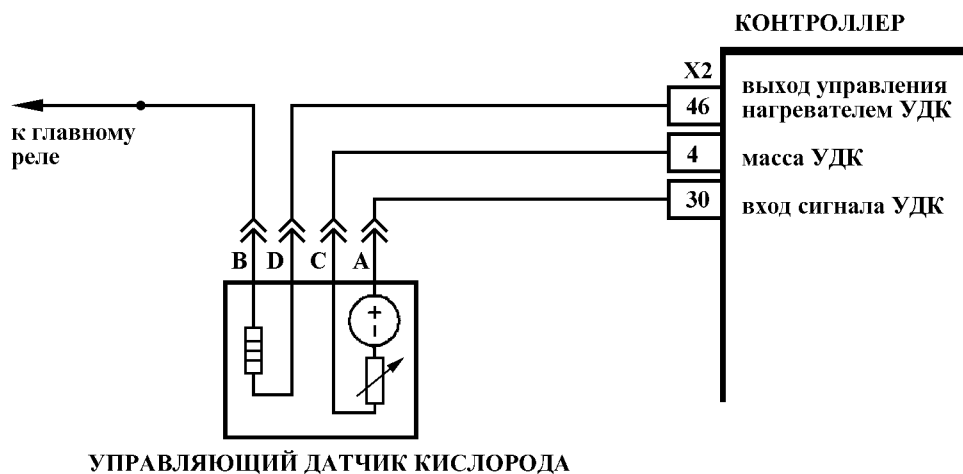 КОНТРОЛЛЕР
X2
46
выход управления
нагревателем УДК
4
масса УДК
30
вход сигнала УДК
к главному
реле
B D C A
+
−
УПРАВЛЯЮЩИЙ ДАТЧИК КИСЛОРОДА